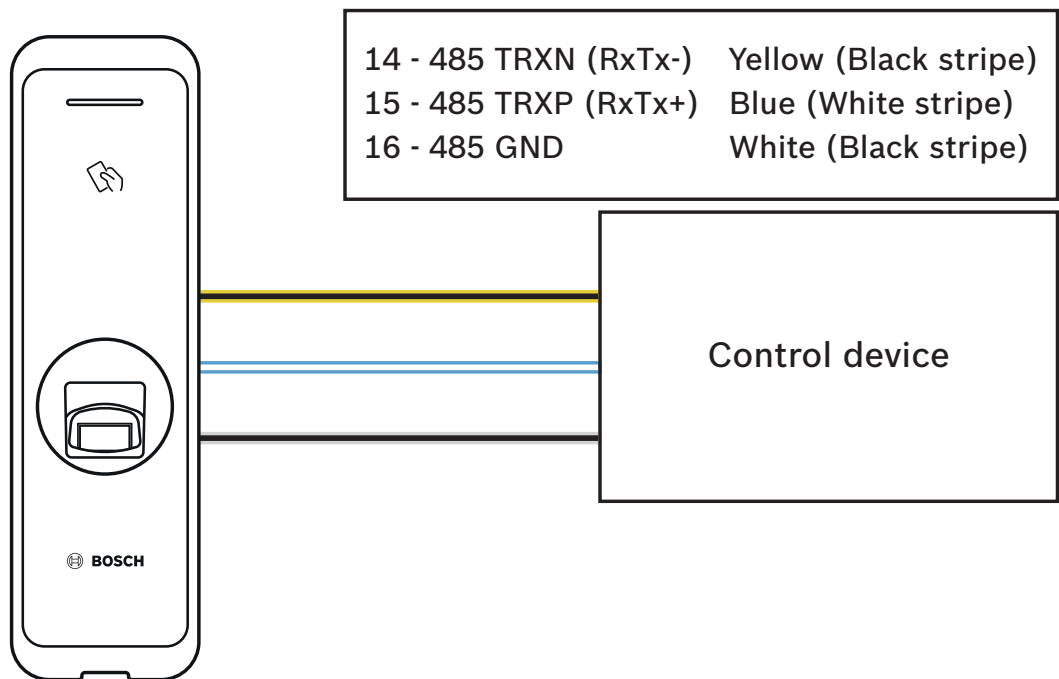 14 - 485 TRXN (RxTx-) Yellow (Black stripe)
15 - 485 TRXP (RxTx+) Blue (White stripe)
16 - 485 GND White (Black stripe)
Control device
BOSCH